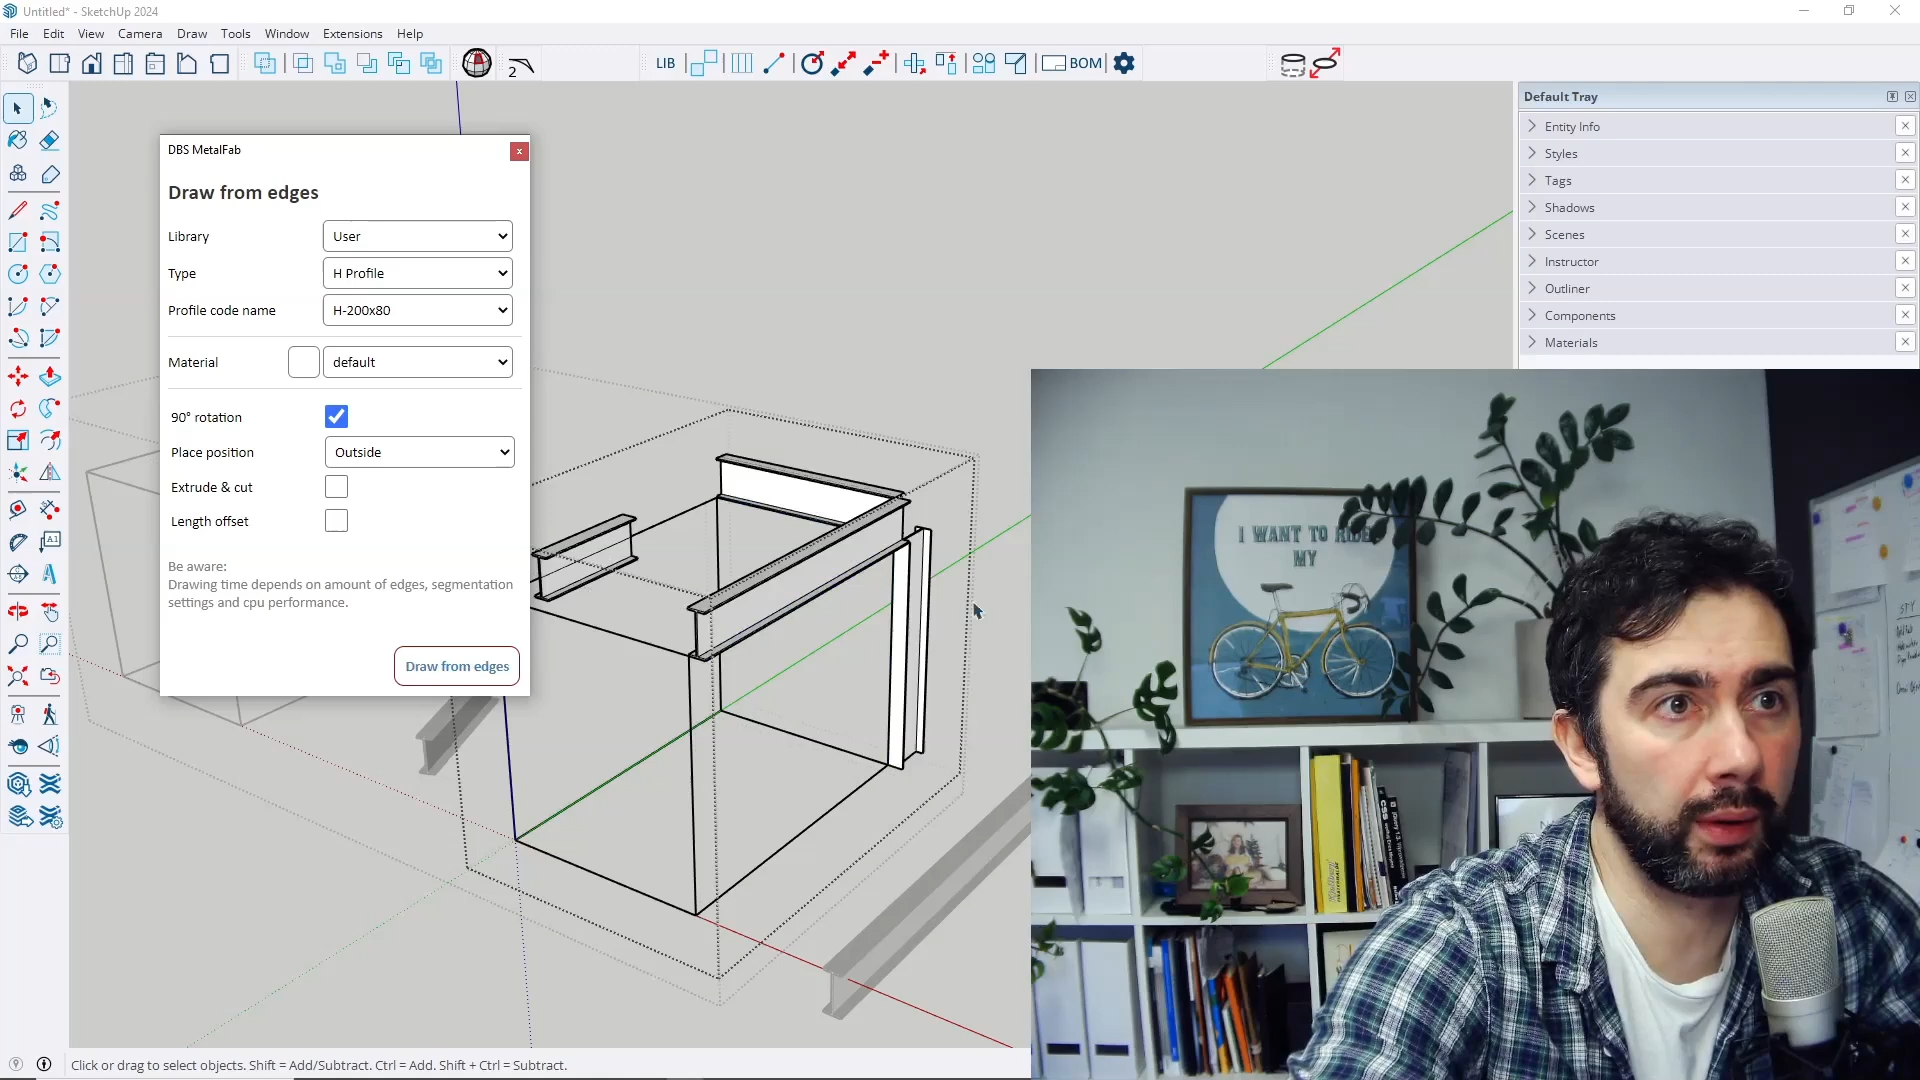 Untitled* - SketchUp 2024
File Edit View Camera Draw Tools Window Extensions Help
2 LIB BOM
DBS MetalFab
Draw from edges
Library User
Type H Profile
Profile code name H-200x80
Material default
90° rotation
Place position Outside
Extrude & cut
Length offset
Be aware:
Drawing time depends on amount of edges, segmentation
settings and cpu performance.
Draw from edges
Default Tray
Entity Info
Styles
Tags
Shadows
Scenes
Instructor
Outliner
Components
Materials
I WANT TO RIDE
MY
Click or drag to select objects. Shift = Add/Subtract. Ctrl = Add. Shift + Ctrl = Subtract.